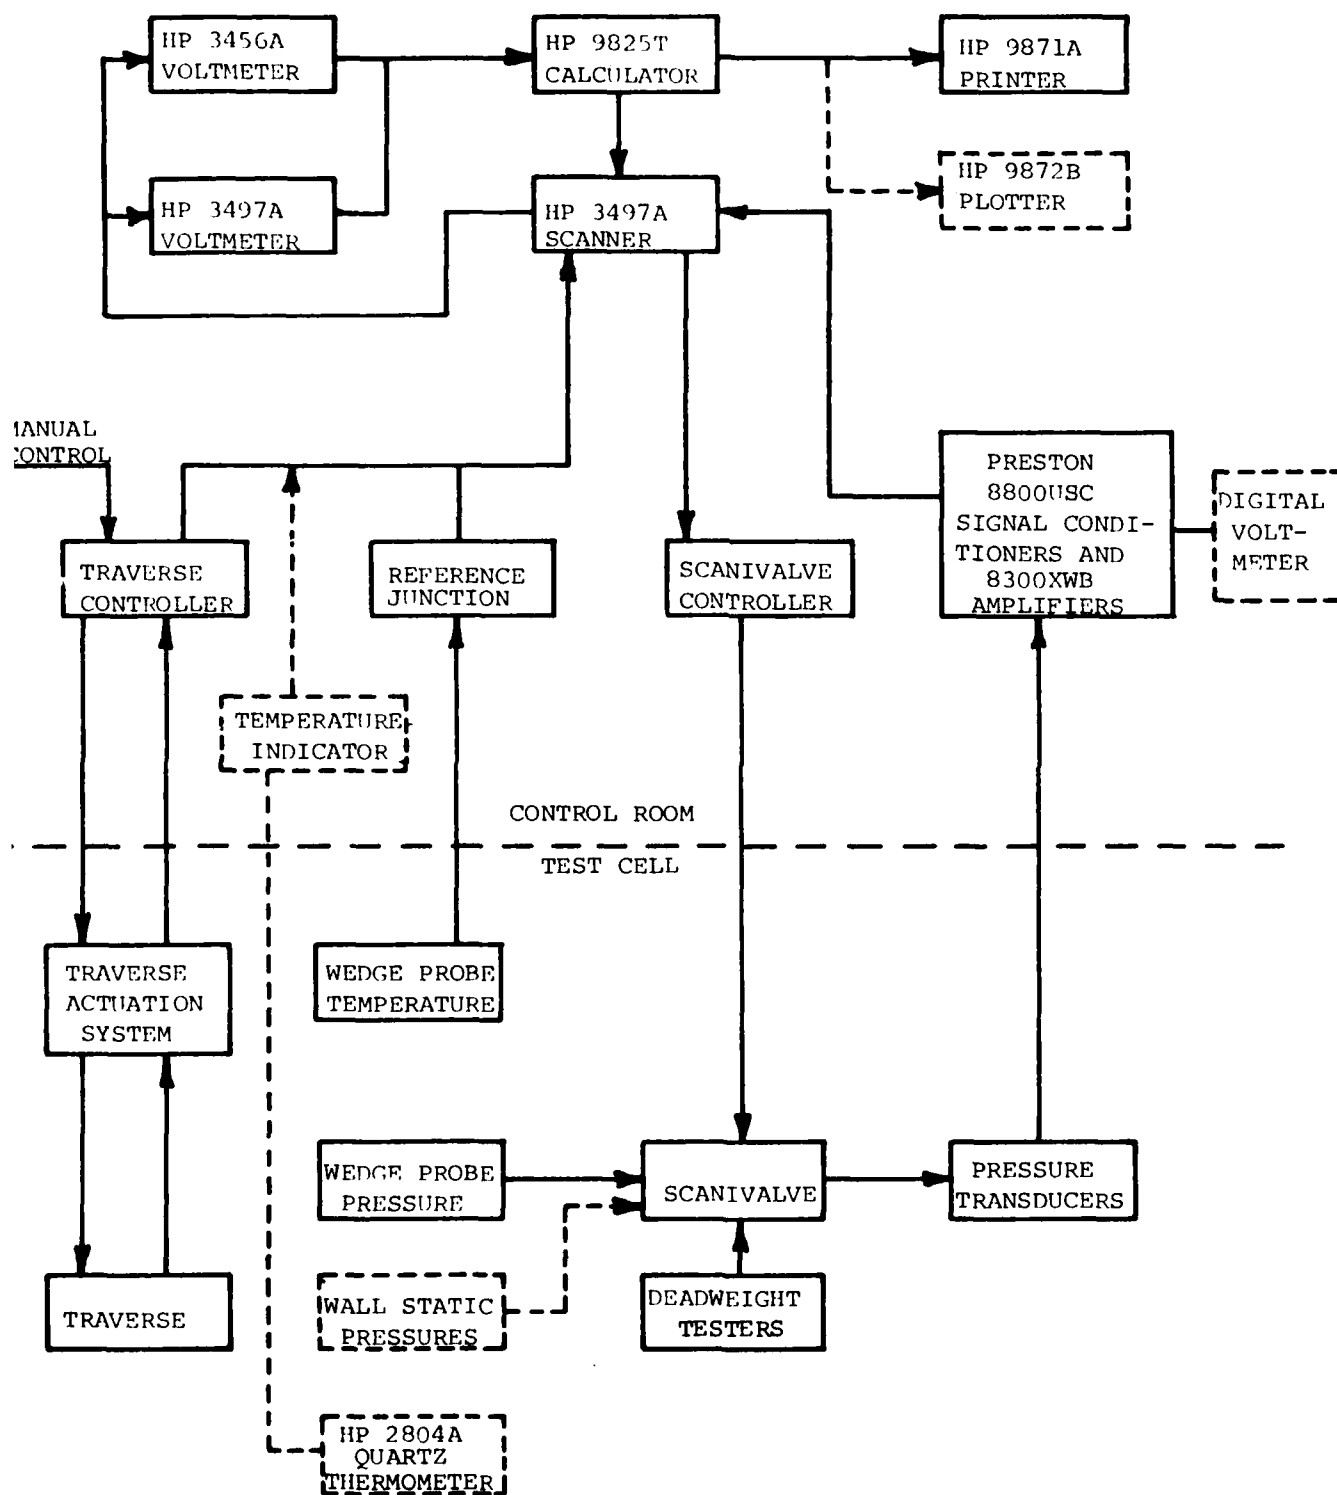 HP 3456A
VOLTMETER
HP 9825T
CALCULATOR
HP 9871A
PRINTER
HP 9872B
PLOTTER
HP 3497A
VOLTMETER
HP 3497A
SCANNER
IANUAL
CONTROL
PRESTON
8800USC
SIGNAL CONDI-
TIONERS AND
8300XWB
AMPLIFIERS
DIGITAL
VOLT-
METER
TRAVERSE
CONTROLLER
REFERENCE
JUNCTION
SCANIVALVE
CONTROLLER
TEMPERATURE
INDICATOR
CONTROL ROOM
TEST CELL
TRAVERSE
ACTUATION
SYSTEM
WEDGE PROBE
TEMPERATURE
WEDGE PROBE
PRESSURE
SCANIVALVE
PRESSURE
TRANSDUCERS
TRAVERSE
WALL STATIC
PRESSURES
DEADWEIGHT
TESTERS
HP 2804A
QUARTZ
THERMOMETER